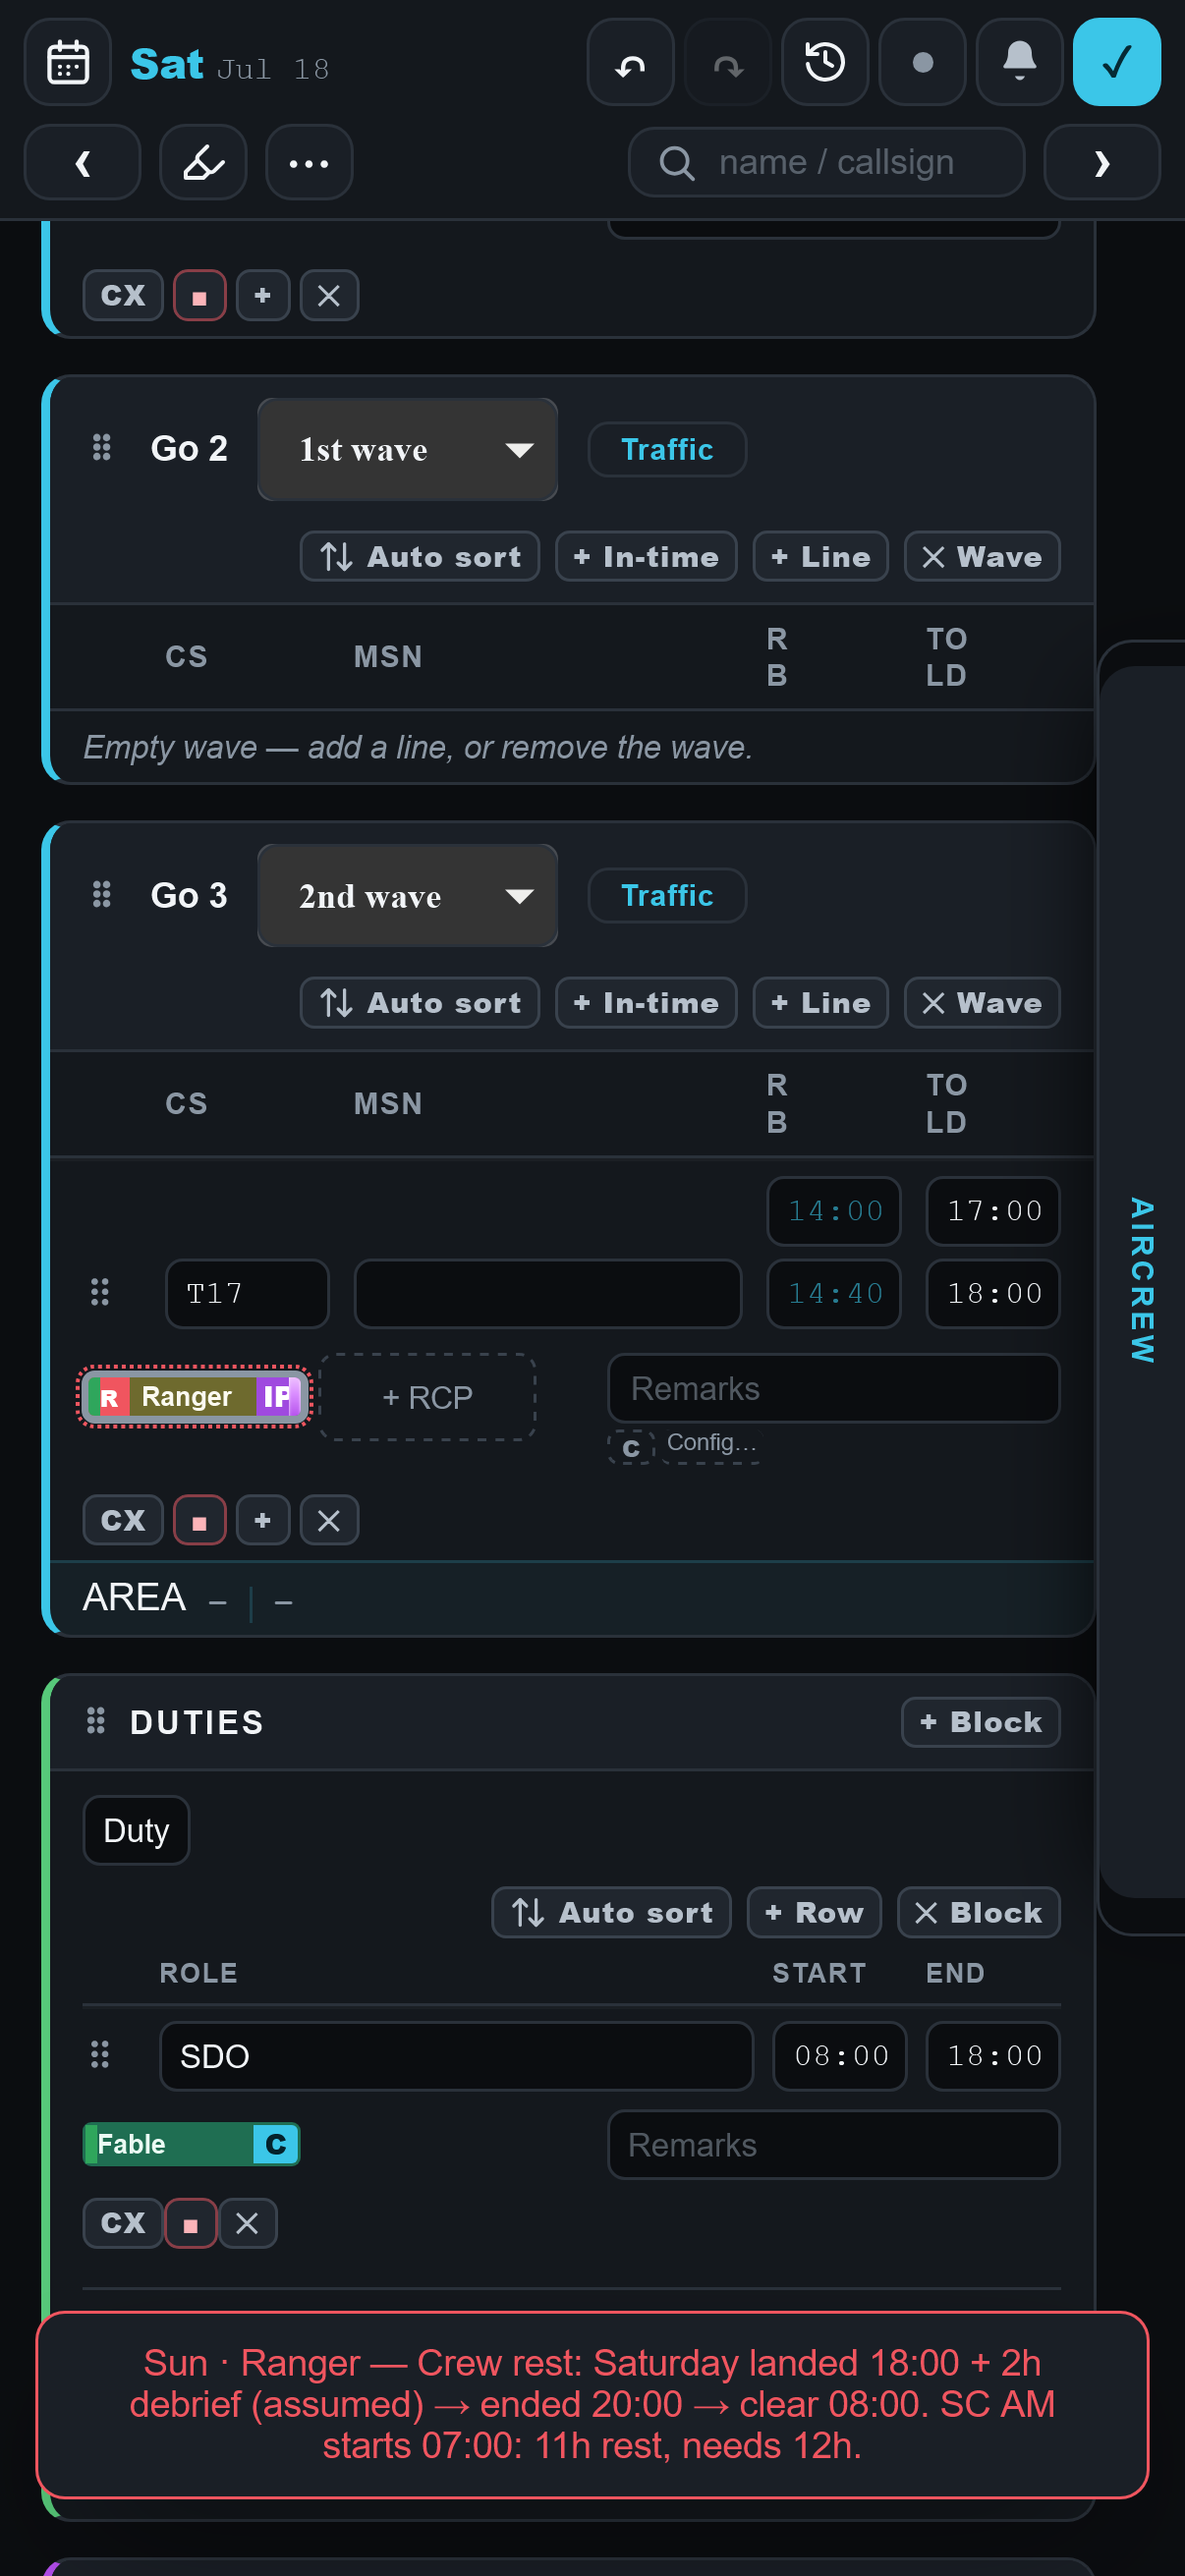 Sat Jul 18
name / callsign
CX + ×
Go 2 1st wave Traffic
Auto sort + In-time + Line × Wave
CS MSN R TO
B LD
Empty wave — add a line, or remove the wave.
Go 3 2nd wave Traffic
Auto sort + In-time + Line × Wave
CS MSN R TO
B LD
14:00 17:00
T17 14:40 18:00
R Ranger IP + RCP Remarks
C Config...
CX + ×
AREA – | –
AIRCREW
DUTIES + Block
Duty
Auto sort + Row × Block
ROLE START END
SDO 08:00 18:00
Fable C Remarks
CX ×
Sun · Ranger — Crew rest: Saturday landed 18:00 + 2h
debrief (assumed) → ended 20:00 → clear 08:00. SC AM
starts 07:00: 11h rest, needs 12h.